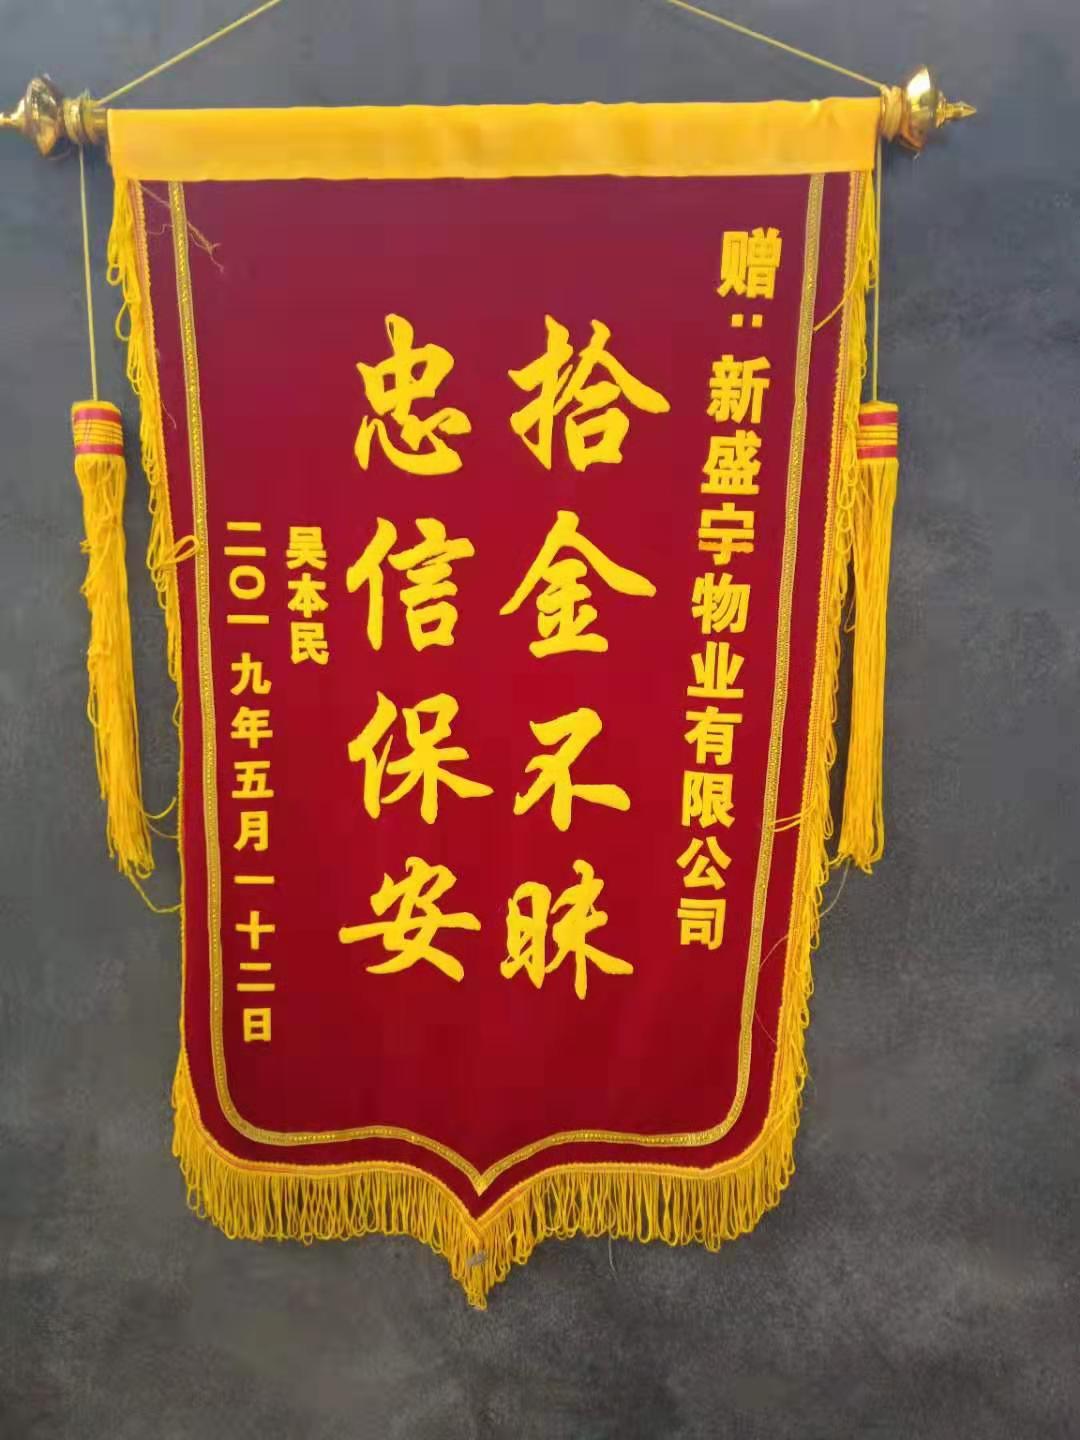 赠：新盛宇物业有限公司
拾金不昧
忠信保安
吴本民
二〇一九年五月一十二日